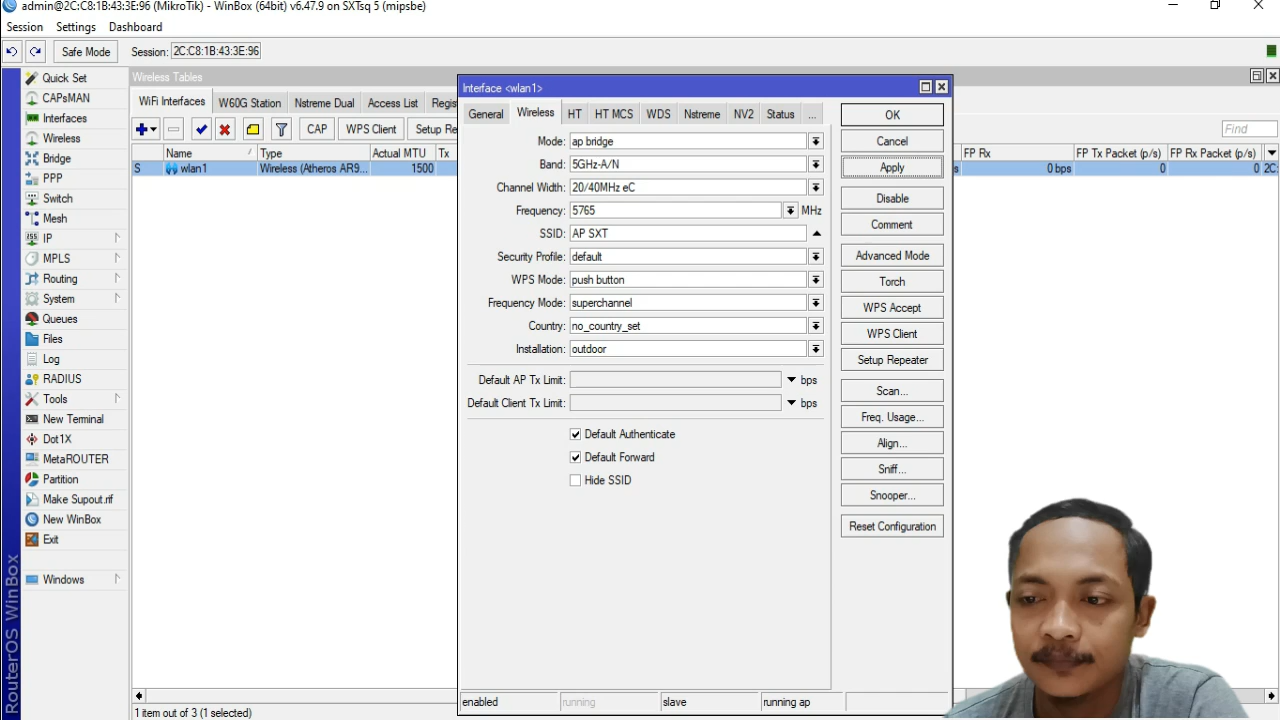 admin@2C:C8:1B:43:3E:96 (MikroTik) - WinBox (64bit) v6.47.9 on SXTsq (mipsbe)
Session Settings Dashboard
Safe Mode Session: 2C:C8:1B:43:3E:96
Quick Set
CAPsMAN
Interfaces
Wireless
Bridge
PPP
Switch
Mesh
IP
MPLS
Routing
System
Queues
Files
Log
RADIUS
Tools
New Terminal
Dot1X
MetaROUTER
Partition
Make Supout.rif
New WinBox
Exit
Windows
RouterOS WinBox
Wireless Tables
WiFi Interfaces W60G Station Nstreme Dual Access List Regis
CAP WPS Client Setup Re Find
Name / Type Actual MTU Tx FP Rx FP Tx Packet (p/s) FP Rx Packet (p/s)
S wlan1 Wireless (Atheros AR9... 1500 s 0 bps 0 0 2C:
1 item out of 3 (1 selected)
Interface <wlan1>
General Wireless HT HT MCS WDS Nstreme NV2 Status ...
Mode: ap bridge
Band: 5GHz-A/N
Channel Width: 20/40MHz eC
Frequency: 5765 MHz
SSID: AP SXT
Security Profile: default
WPS Mode: push button
Frequency Mode: superchannel
Country: no_country_set
Installation: outdoor
Default AP Tx Limit: bps
Default Client Tx Limit: bps
Default Authenticate
Default Forward
Hide SSID
OK
Cancel
Apply
Disable
Comment
Advanced Mode
Torch
WPS Accept
WPS Client
Setup Repeater
Scan...
Freq. Usage...
Align...
Sniff...
Snooper...
Reset Configuration
enabled running slave running ap